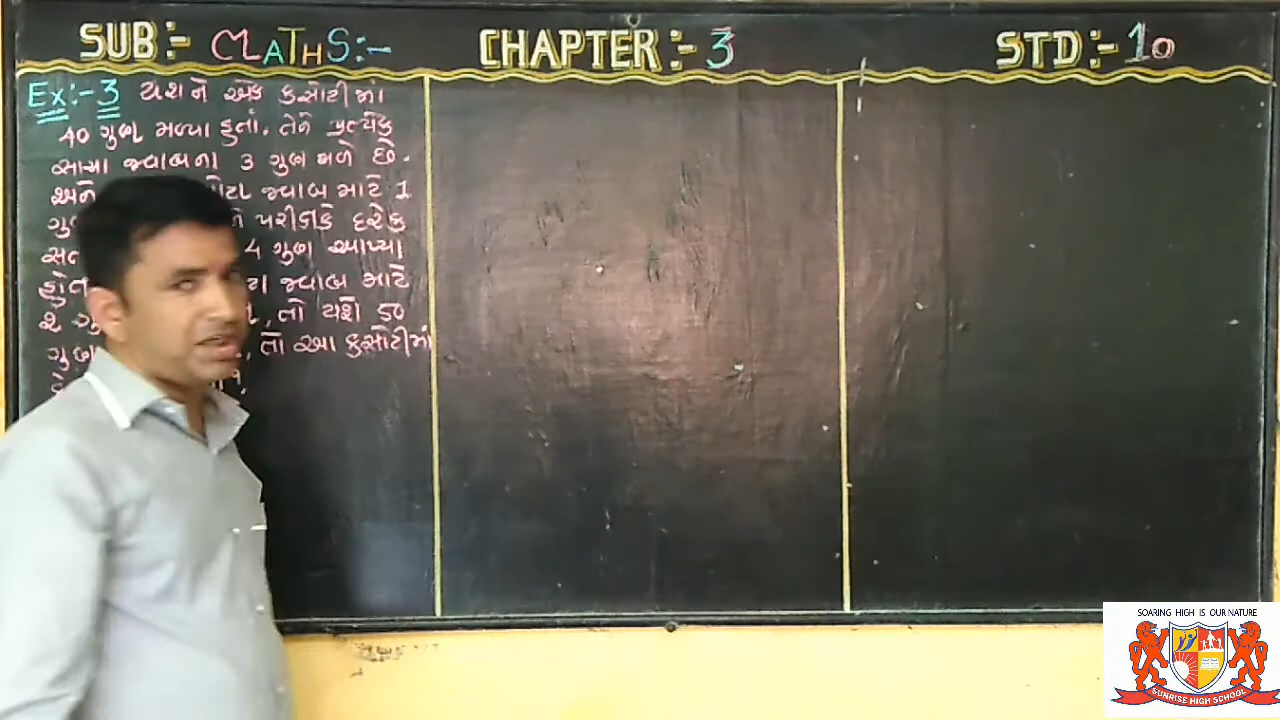 SUB:- MATHS:-
CHAPTER:- 3
STD:- 10
Ex:- 3 યશને એક કસોટીમાં
40 ગુણ મળ્યા હતાં. તેને પ્રત્યેક
સાચા જવાબના 3 ગુણ મળે છે.
અને જવાબ માટે 1
પરીક્ષકે દરેક
4 ગુણ આપ્યા
જવાબ માટે
2 , તો યશે 50
, તો આ કસોટીમાં
SOARING HIGH IS OUR NATURE
SUNRISE HIGH SCHOOL